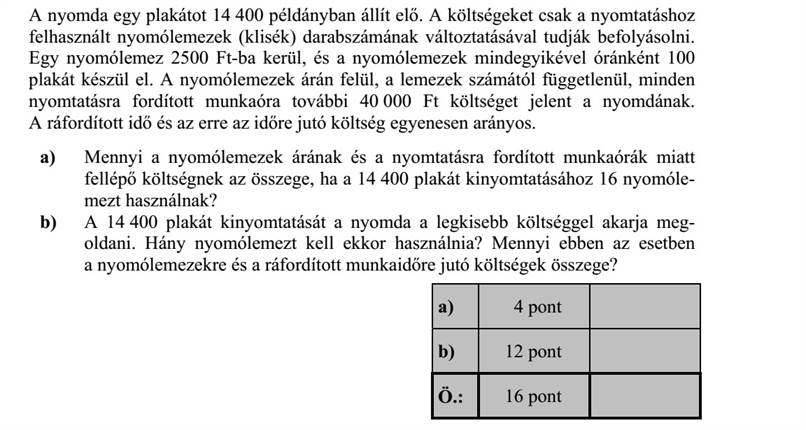 A nyomda egy plakátot 14 400 példányban állít elő. A költségeket csak a nyomtatáshoz
felhasznált nyomólemezek (klisék) darabszámának változtatásával tudják befolyásolni.
Egy nyomólemez 2500 Ft-ba kerül, és a nyomólemezek mindegyikével óránként 100
plakát készül el. A nyomólemezek árán felül, a lemezek számától függetlenül, minden
nyomtatásra fordított munkaóra további 40 000 Ft költséget jelent a nyomdának.
A ráfordított idő és az erre az időre jutó költség egyenesen arányos.
a) Mennyi a nyomólemezek árának és a nyomtatásra fordított munkaórák miatt
fellépő költségnek az összege, ha a 14 400 plakát kinyomtatásához 16 nyomóle-
mezt használnak?
b) A 14 400 plakát kinyomtatását a nyomda a legkisebb költséggel akarja meg-
oldani. Hány nyomólemezt kell ekkor használnia? Mennyi ebben az esetben
a nyomólemezekre és a ráfordított munkaidőre jutó költségek összege?
a) 4 pont
b) 12 pont
Ö.: 16 pont